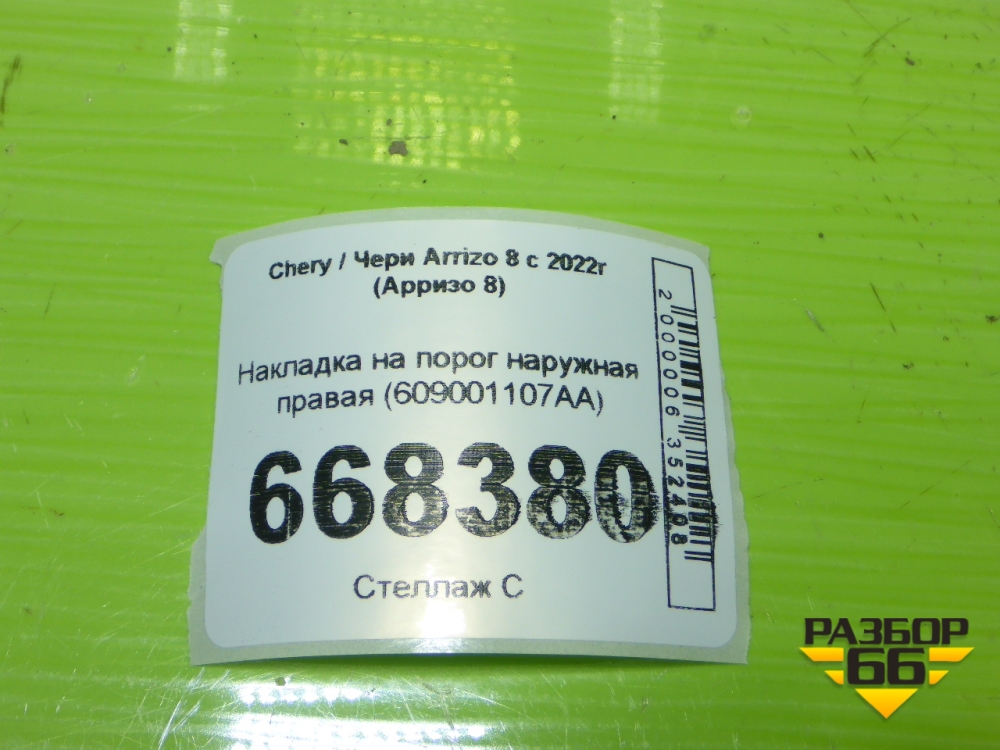 Chery / Чери Arrizo 8 с 2022г
(Арризо 8)
Накладка на порог наружная
правая (609001107AA)
668380
Стеллаж С
2000006352408
РАЗБОР
66